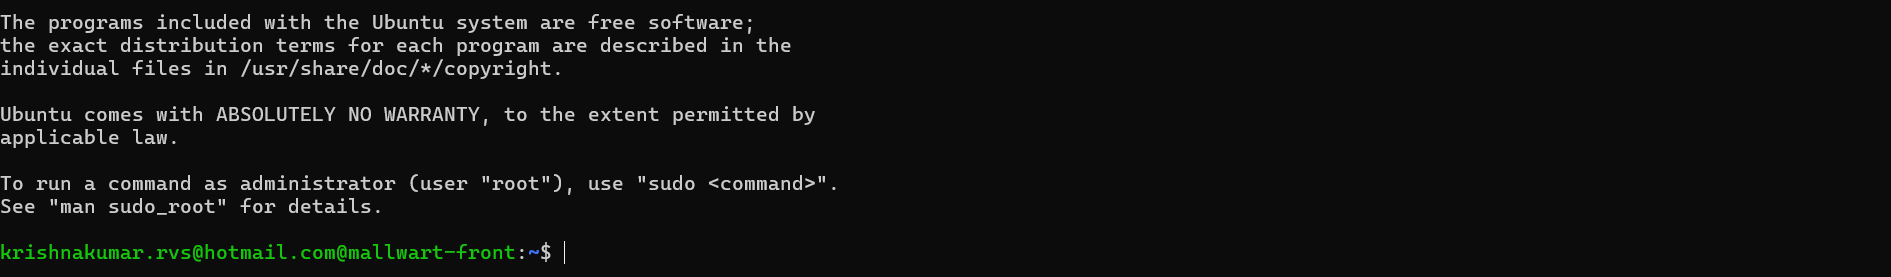 The programs included with the Ubuntu system are free software;
the exact distribution terms for each program are described in the
individual files in /usr/share/doc/*/copyright.
Ubuntu comes with ABSOLUTELY NO WARRANTY, to the extent permitted by
applicable law.
To run a command as administrator (user "root"), use "sudo <command>".
See "man sudo_root" for details.
krishnakumar.rvs@hotmail.com@mallwart-front:~$